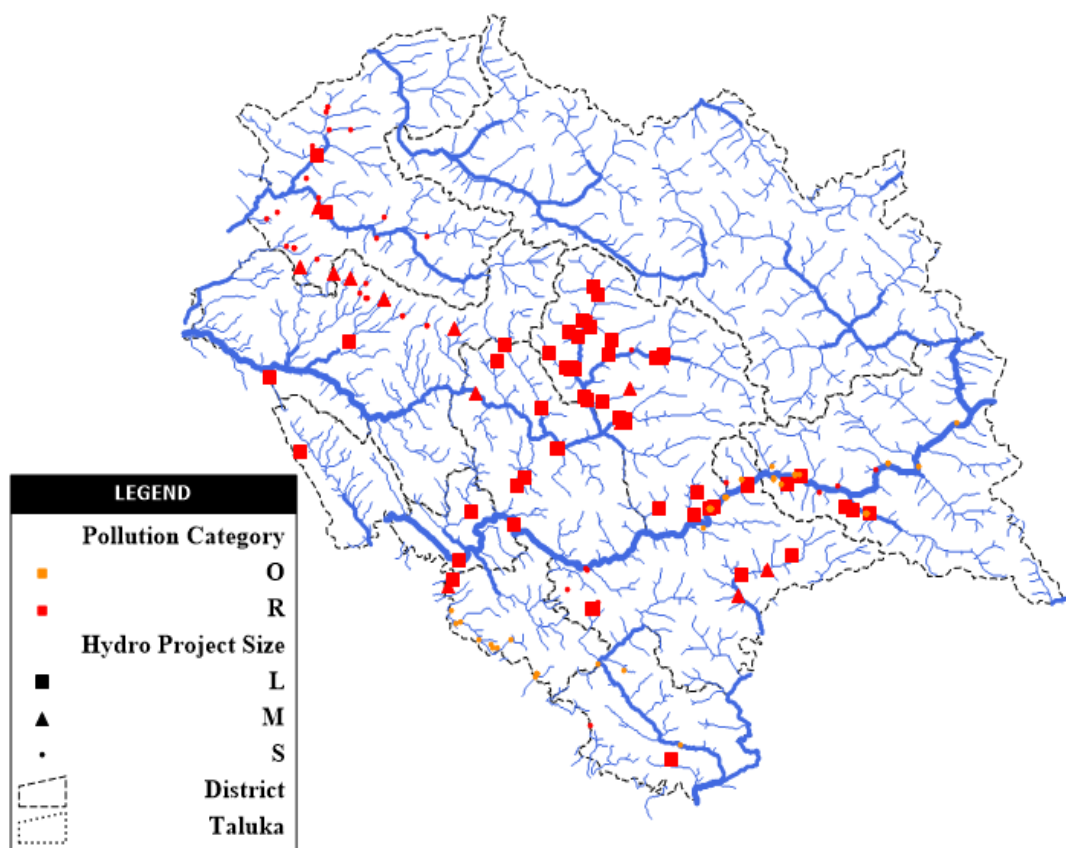 LEGEND
Pollution Category
O
R
Hydro Project Size
L
M
S
District
Taluka